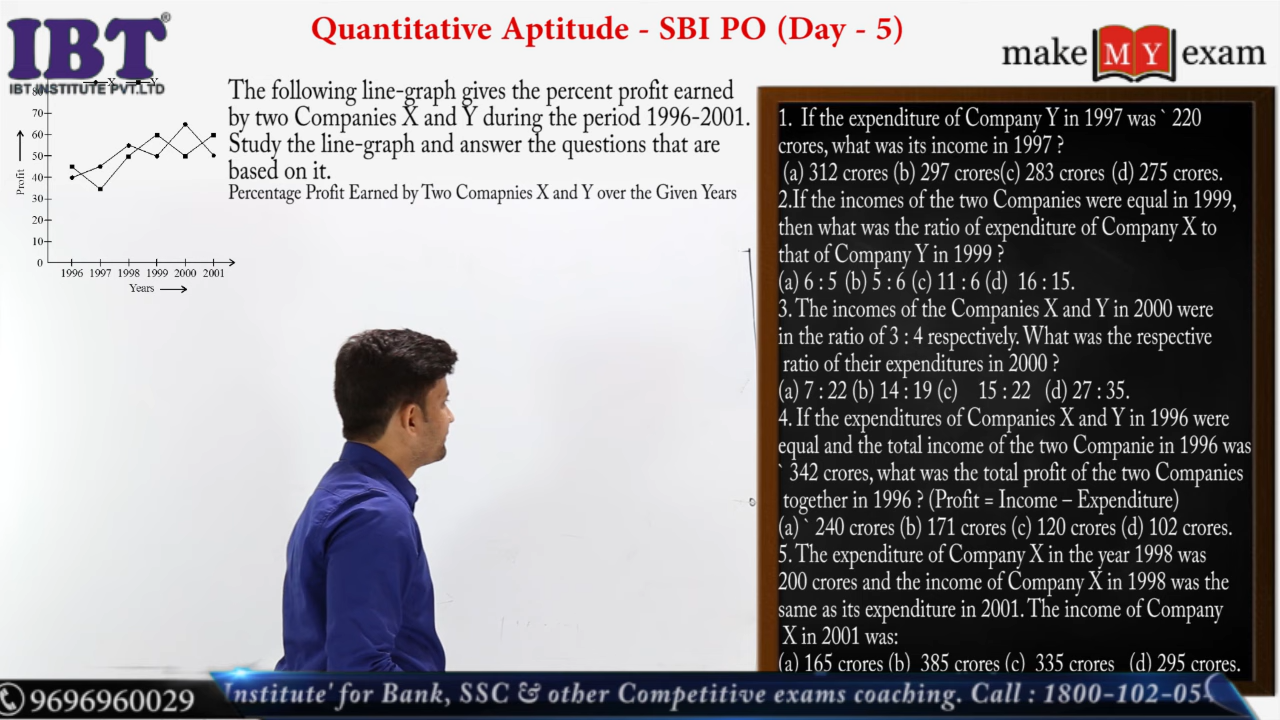 IBT®
IBT INSTITUTE PVT.LTD
Quantitative Aptitude - SBI PO (Day - 5)
make MY exam
X Y
80
70
60
50
40
30
20
10
0
Profit
1996 1997 1998 1999 2000 2001
Years
The following line-graph gives the percent profit earned
by two Companies X and Y during the period 1996-2001.
Study the line-graph and answer the questions that are
based on it.
Percentage Profit Earned by Two Comapnies X and Y over the Given Years
1. If the expenditure of Company Y in 1997 was ` 220
crores, what was its income in 1997 ?
(a) 312 crores (b) 297 crores(c) 283 crores (d) 275 crores.
2.If the incomes of the two Companies were equal in 1999,
then what was the ratio of expenditure of Company X to
that of Company Y in 1999 ?
(a) 6 : 5 (b) 5 : 6 (c) 11 : 6 (d) 16 : 15.
3. The incomes of the Companies X and Y in 2000 were
in the ratio of 3 : 4 respectively. What was the respective
ratio of their expenditures in 2000 ?
(a) 7 : 22 (b) 14 : 19 (c) 15 : 22 (d) 27 : 35.
4. If the expenditures of Companies X and Y in 1996 were
equal and the total income of the two Companie in 1996 was
` 342 crores, what was the total profit of the two Companies
together in 1996 ? (Profit = Income – Expenditure)
(a) ` 240 crores (b) 171 crores (c) 120 crores (d) 102 crores.
5. The expenditure of Company X in the year 1998 was
200 crores and the income of Company X in 1998 was the
same as its expenditure in 2001. The income of Company
X in 2001 was:
(a) 165 crores (b) 385 crores (c) 335 crores (d) 295 crores.
9696960029
Institute' for Bank, SSC & other Competitive exams coaching. Call : 1800-102-05